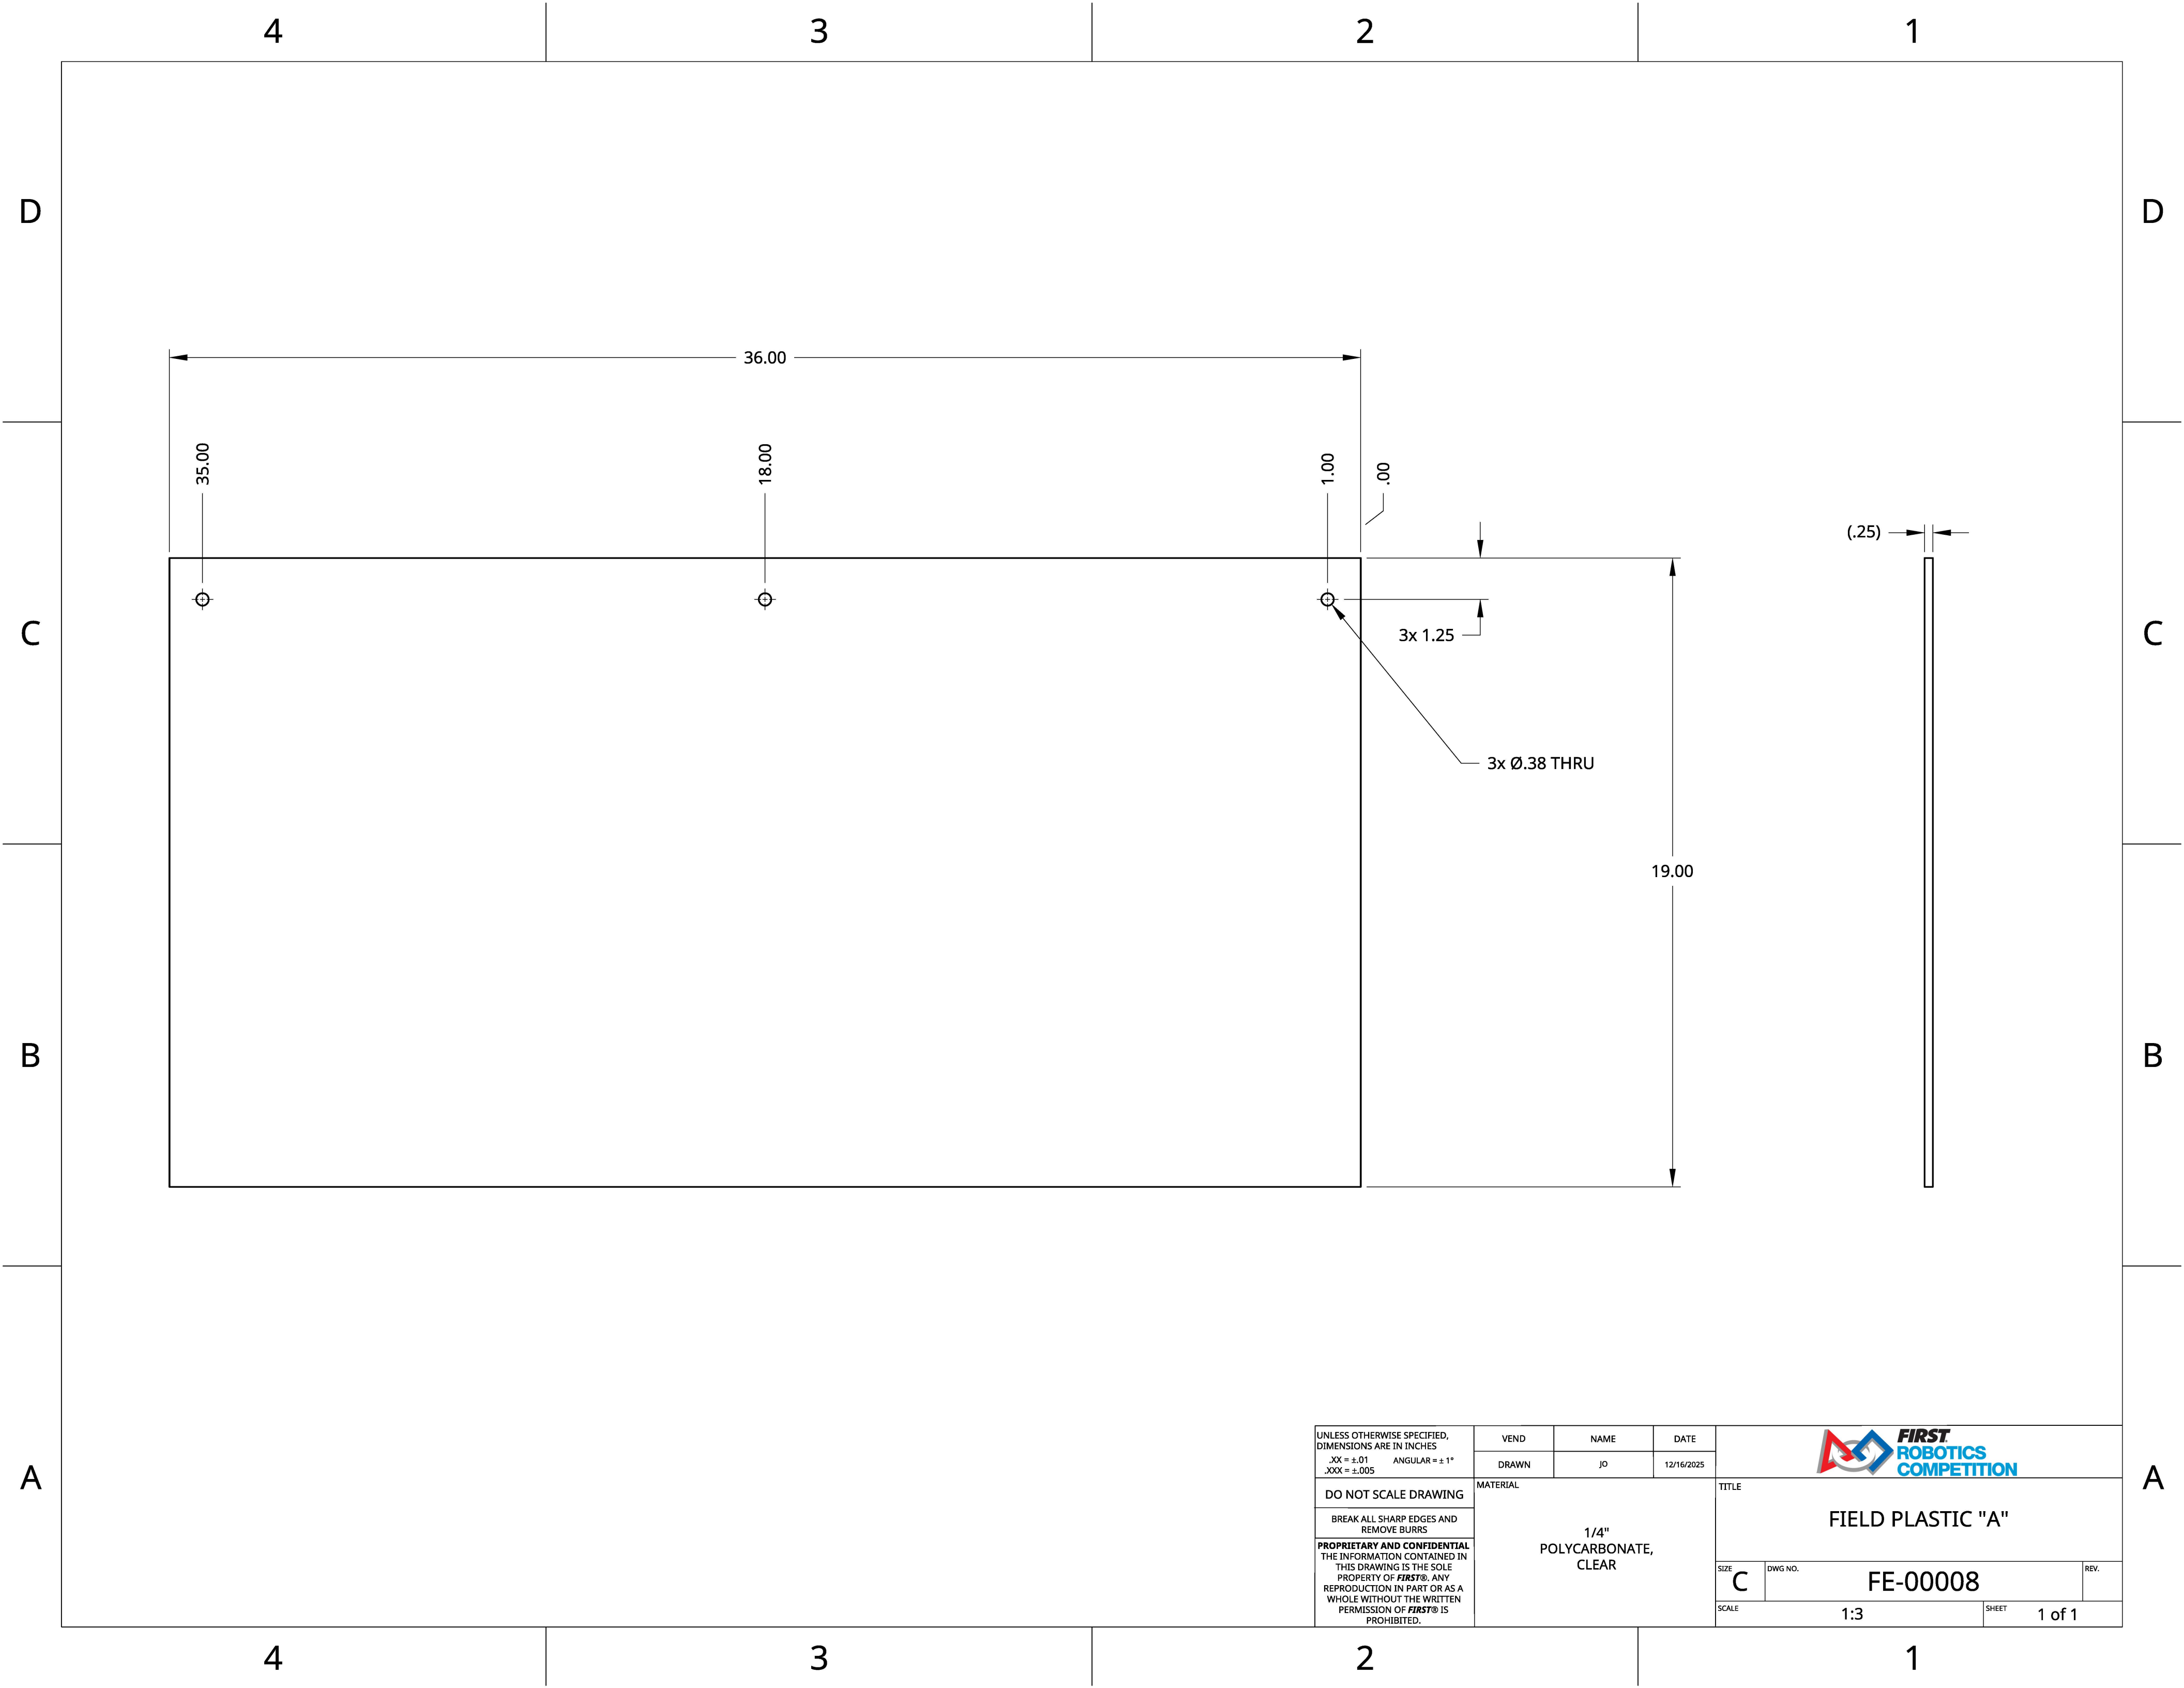 4 3 2 1
D D
36.00
35.00 18.00 1.00 .00
(.25)
C C
3x 1.25
3x Ø.38 THRU
19.00
B B
A A
UNLESS OTHERWISE SPECIFIED,
DIMENSIONS ARE IN INCHES
.XX = ±.01 ANGULAR = ± 1°
.XXX = ±.005
DO NOT SCALE DRAWING
BREAK ALL SHARP EDGES AND
REMOVE BURRS
PROPRIETARY AND CONFIDENTIAL
THE INFORMATION CONTAINED IN
THIS DRAWING IS THE SOLE
PROPERTY OF FIRST®. ANY
REPRODUCTION IN PART OR AS A
WHOLE WITHOUT THE WRITTEN
PERMISSION OF FIRST® IS
PROHIBITED.
VEND NAME DATE
DRAWN JO 12/16/2025
MATERIAL
1/4"
POLYCARBONATE,
CLEAR
FIRST
ROBOTICS
COMPETITION
TITLE
FIELD PLASTIC "A"
SIZE C DWG NO. FE-00008 REV.
SCALE 1:3 SHEET 1 of 1
4 3 2 1